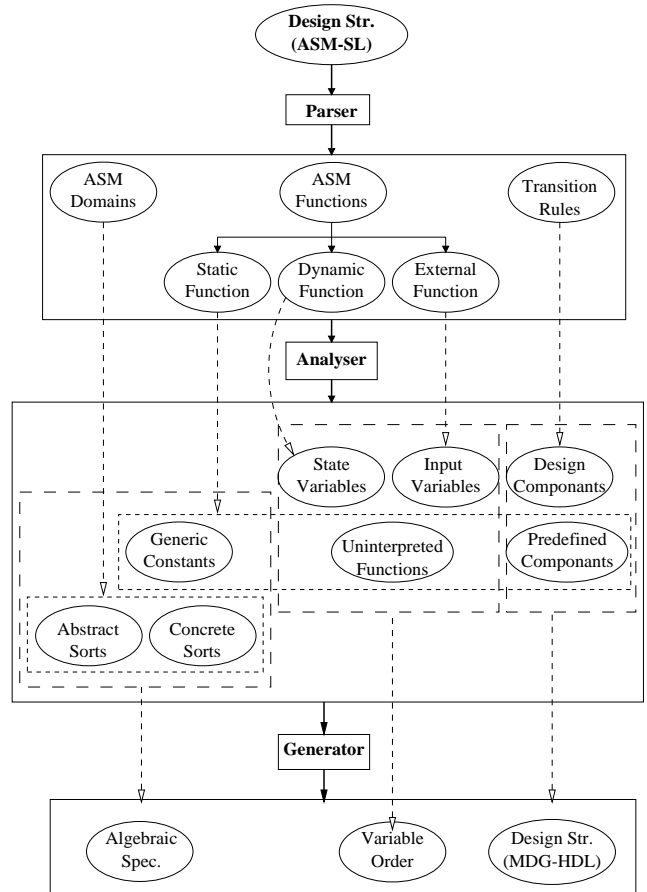 Design Str.
(ASM-SL)
Parser
ASM
Domains
ASM
Functions
Transition
Rules
Static
Function
Dynamic
Function
External
Function
Analyser
State
Variables
Input
Variables
Design
Componants
Generic
Constants
Uninterpreted
Functions
Predefined
Componants
Abstract
Sorts
Concrete
Sorts
Generator
Algebraic
Spec.
Variable
Order
Design Str.
(MDG-HDL)